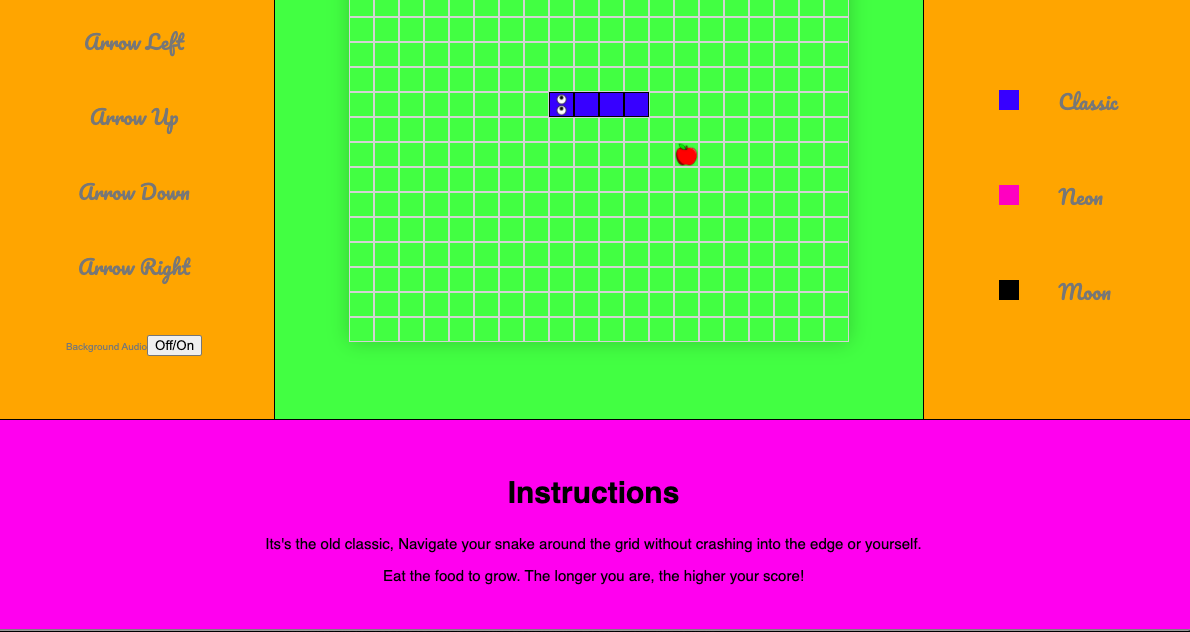 Arrow Left
Arrow Up
Arrow Down
Arrow Right
Background Audio Off/On
Classic
Neon
Moon
Instructions
Its's the old classic, Navigate your snake around the grid without crashing into the edge or yourself.
Eat the food to grow. The longer you are, the higher your score!